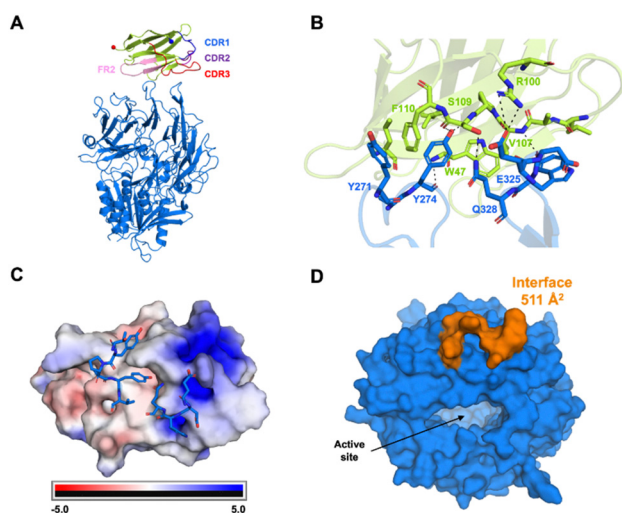 A
CDR1
CDR2
FR2
CDR3
B
R100
S109
F110
V107
W47
E325
Y271
Y274
Q328
C
-5.0
5.0
D
Interface
511 Å²
Active
site